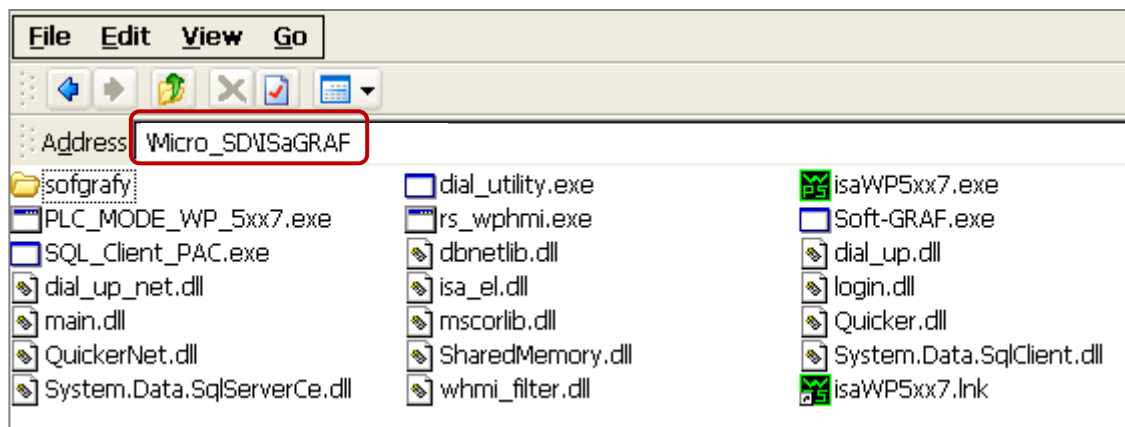 File Edit View Go
Address \Micro_SD\ISaGRAF
sofgrafy dial_utility.exe isaWP5xx7.exe
PLC_MODE_WP_5xx7.exe rs_wphmi.exe Soft-GRAF.exe
SQL_Client_PAC.exe dbnetlib.dll dial_up.dll
dial_up_net.dll isa_el.dll login.dll
main.dll mscorlib.dll Quicker.dll
QuickerNet.dll SharedMemory.dll System.Data.SqlClient.dll
System.Data.SqlServerCe.dll whmi_filter.dll isaWP5xx7.lnk